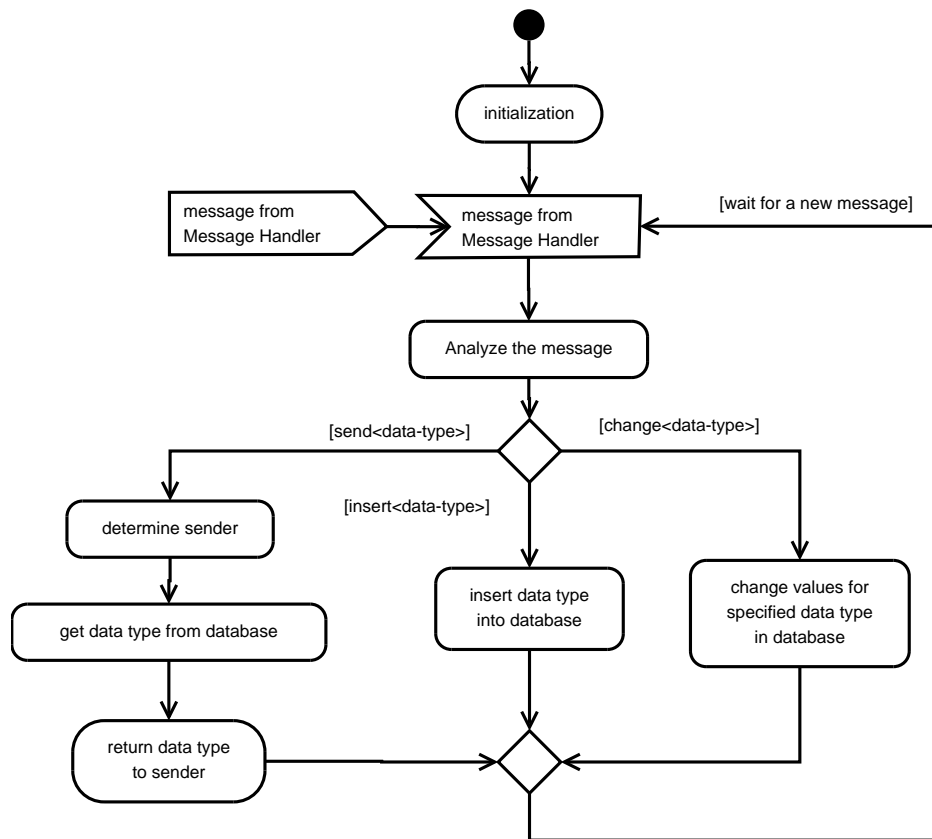 initialization
message from
Message Handler
message from
Message Handler
[wait for a new message]
Analyze the message
[send<data-type>]
[change<data-type>]
[insert<data-type>]
determine sender
get data type from database
return data type
to sender
insert data type
into database
change values for
specified data type
in database